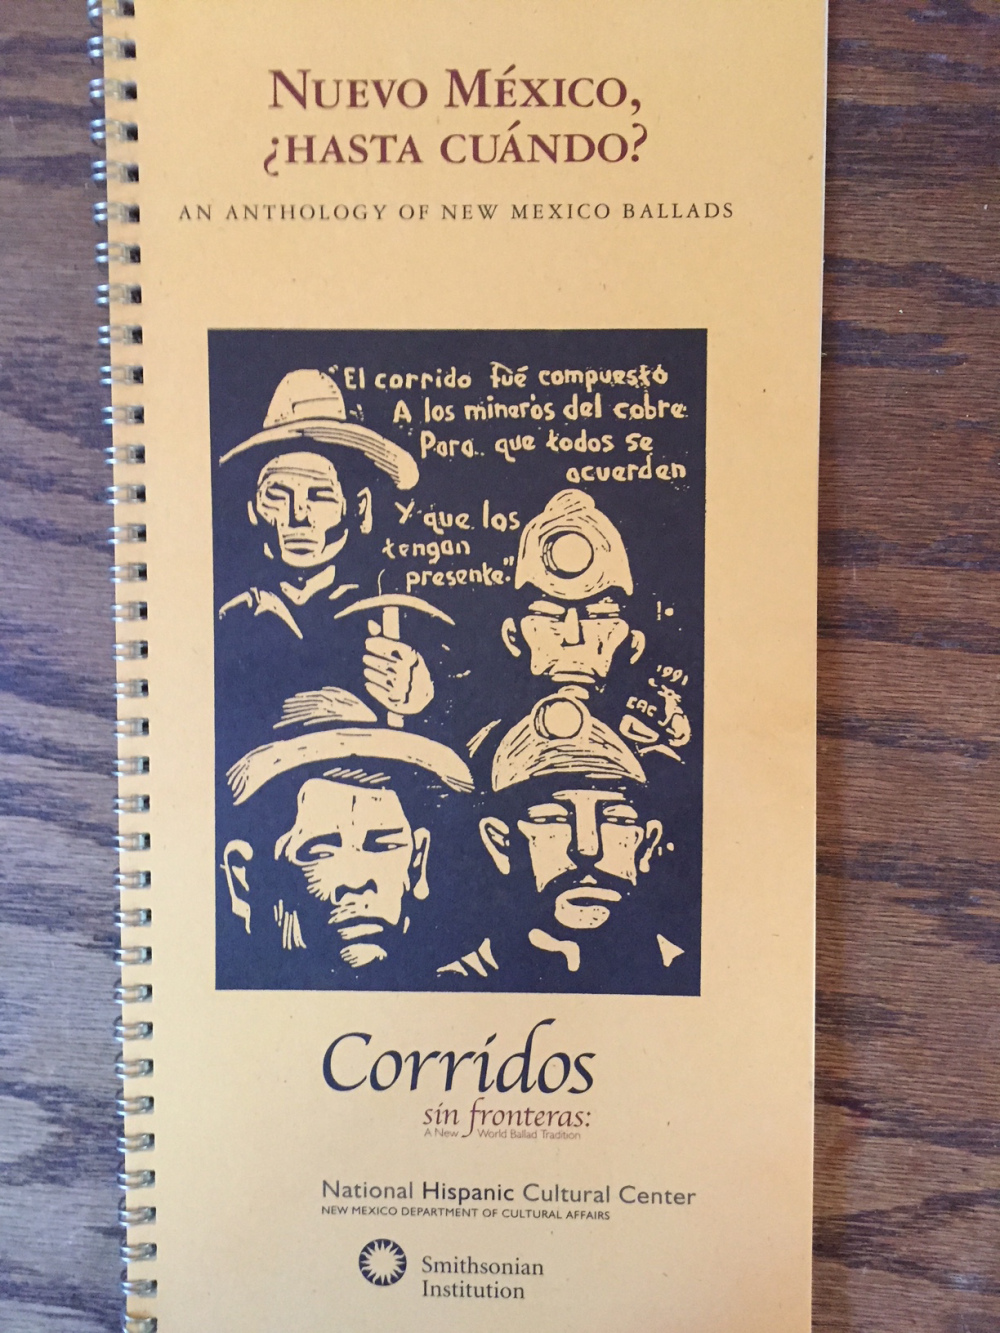 NUEVO MÉXICO,
¿HASTA CUÁNDO?
AN ANTHOLOGY OF NEW MEXICO BALLADS
"El corrido fué compuesto
A los mineros del cobre
Para.. que todos se
acuerden
Y que los
tengan
presente."
1991
EAC
Corridos
sin fronteras:
A New World Ballad Tradition
National Hispanic Cultural Center
NEW MEXICO DEPARTMENT OF CULTURAL AFFAIRS
Smithsonian
Institution